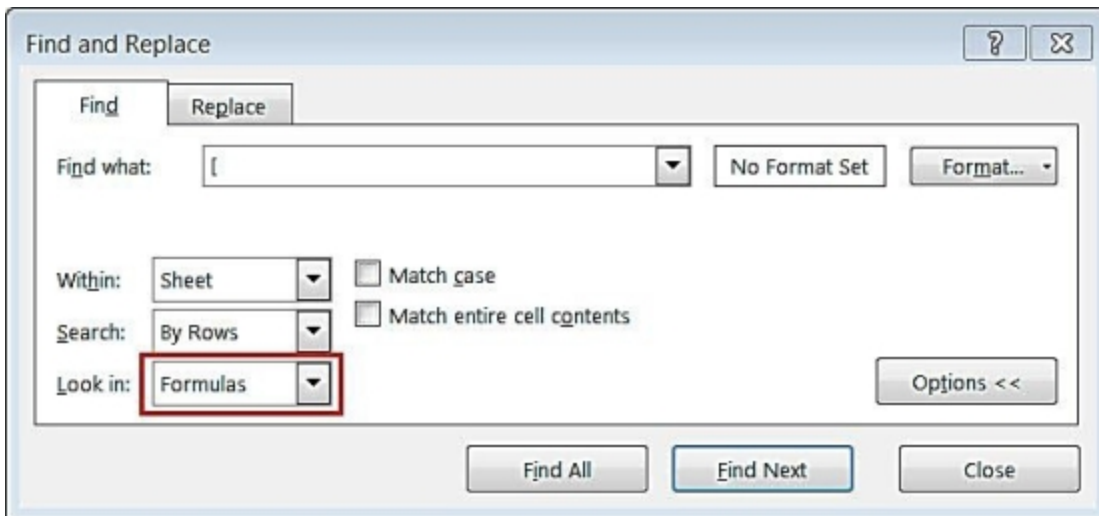 Find and Replace
Find Replace
Find what: [ No Format Set Format...
Within: Sheet Match case
Match entire cell contents
Search: By Rows
Look in: Formulas Options <<
Find All Find Next Close